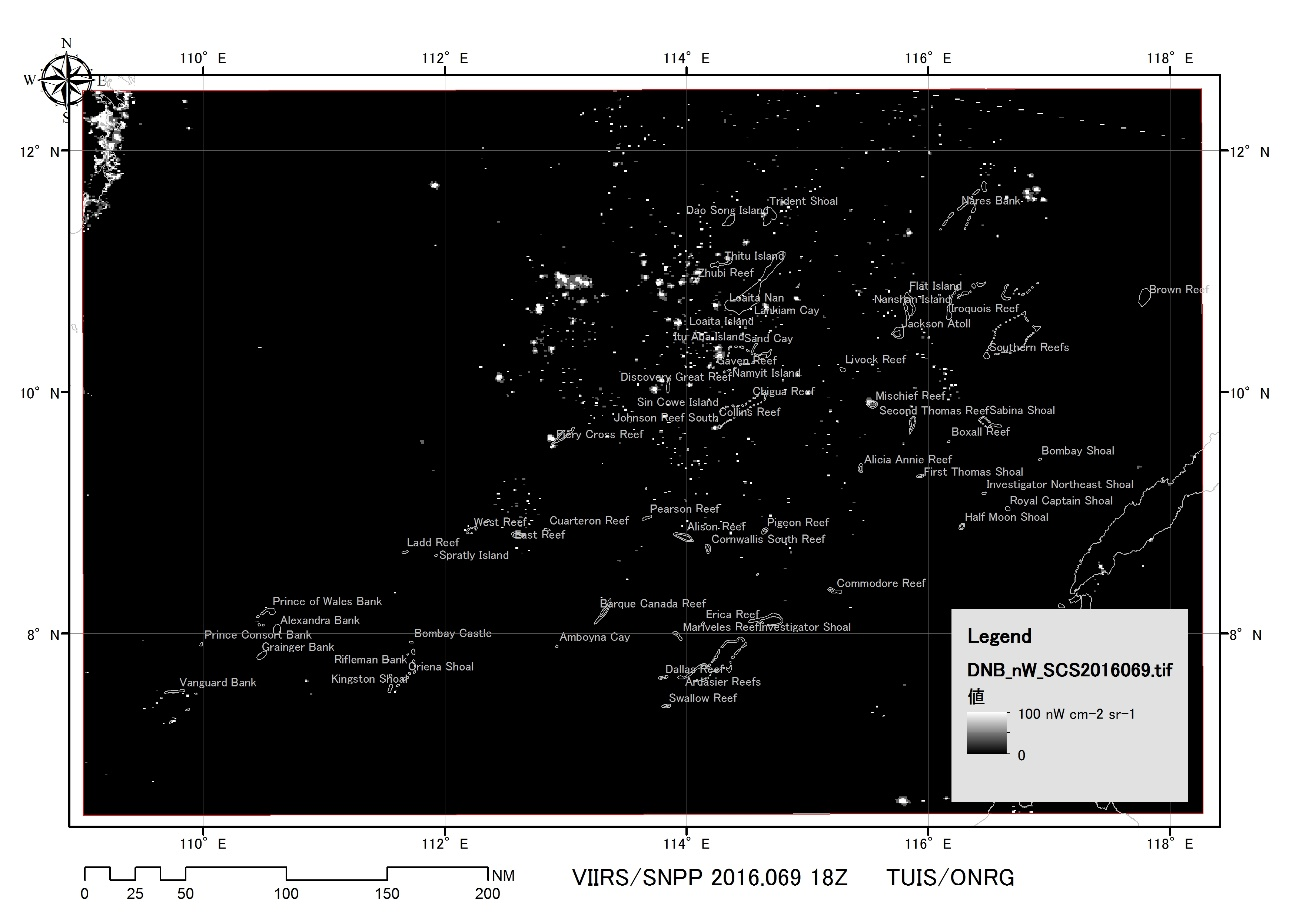 N
W E
S
110° E 112° E 114° E 116° E 118° E
12° N 12° N
Nares Bank
Trident Shoal
Dao Song Island
Thitu Island
Zhubi Reef
Flat Island
Brown Reef
Loaita Nan
Nanshan Island
Lankiam Cay
Iroquois Reef
Loaita Island
Jackson Atoll
Itu Aba Island
Sand Cay
Southern Reefs
Gaven Reef
Livock Reef
Namyit Island
Discovery Great Reef
10° N 10° N
Chigua Reef
Mischief Reef
Sin Cowe Island
Second Thomas Reef
Sabina Shoal
Collins Reef
Johnson Reef South
Boxall Reef
Fiery Cross Reef
Bombay Shoal
Alicia Annie Reef
First Thomas Shoal
Investigator Northeast Shoal
Royal Captain Shoal
Pearson Reef
Half Moon Shoal
West Reef
Cuarteron Reef
Pigeon Reef
Alison Reef
East Reef
Cornwallis South Reef
Ladd Reef
Spratly Island
Commodore Reef
Prince of Wales Bank
Barque Canada Reef
Erica Reef
Alexandra Bank
Mariveles Reef
Investigator Shoal
8° N 8° N
Prince Consort Bank
Bombay Castle
Amboyna Cay
Grainger Bank
Rifleman Bank
Oriena Shoal
Dallas Reef
Kingston Shoal
Vanguard Bank
Ardasier Reefs
Swallow Reef
Legend
DNB_nW_SCS2016069.tif
値
100 nW cm-2 sr-1
0
110° E 112° E 114° E 116° E 118° E
NM
0 25 50 100 150 200
VIIRS/SNPP 2016.069 18Z TUIS/ONRG